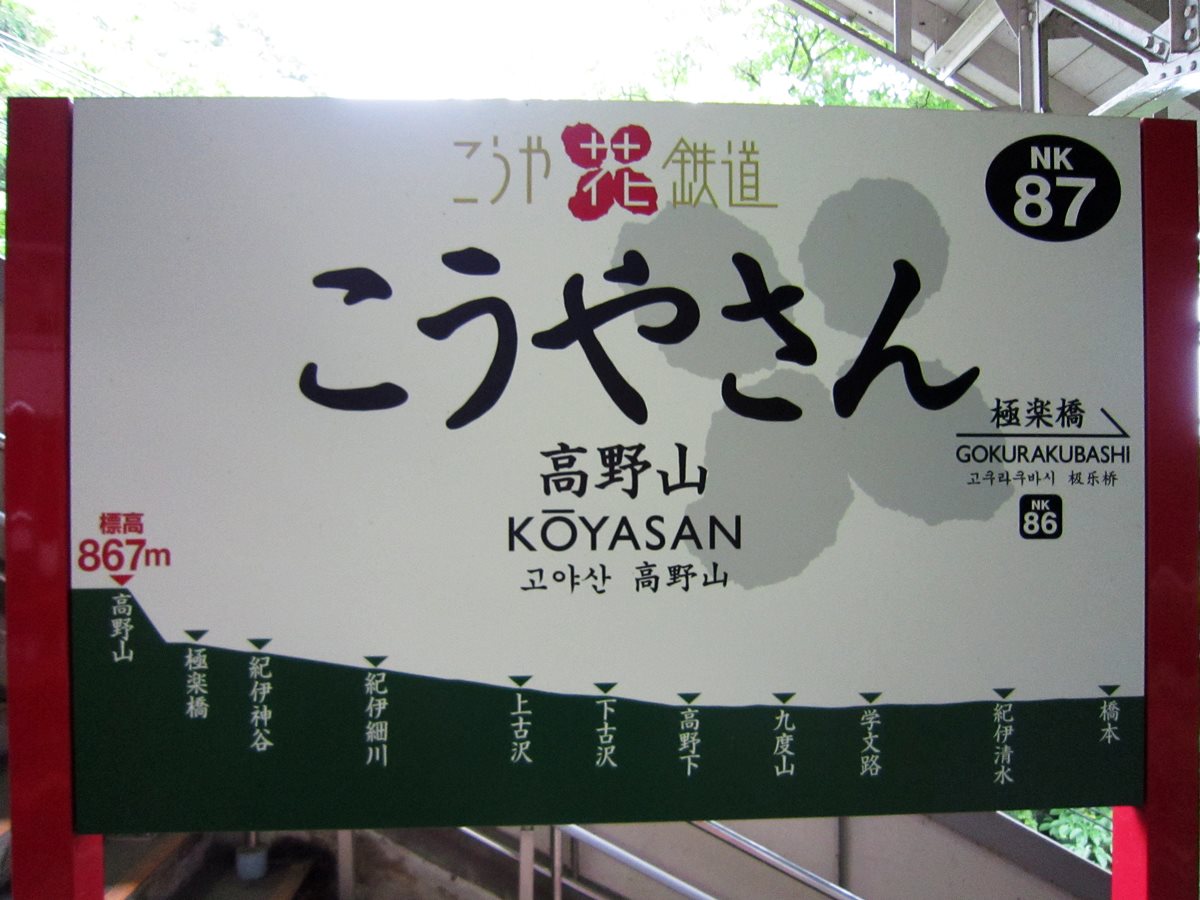 こうや花鉄道
NK
87
こうやさん
高野山
KŌYASAN
고야산 高野山
極楽橋
GOKURAKUBASHI
고쿠라쿠바시 极乐桥
NK
86
標高
867m
高野山
極楽橋
紀伊神谷
紀伊細川
上古沢
下古沢
高野下
九度山
学文路
紀伊清水
橋本